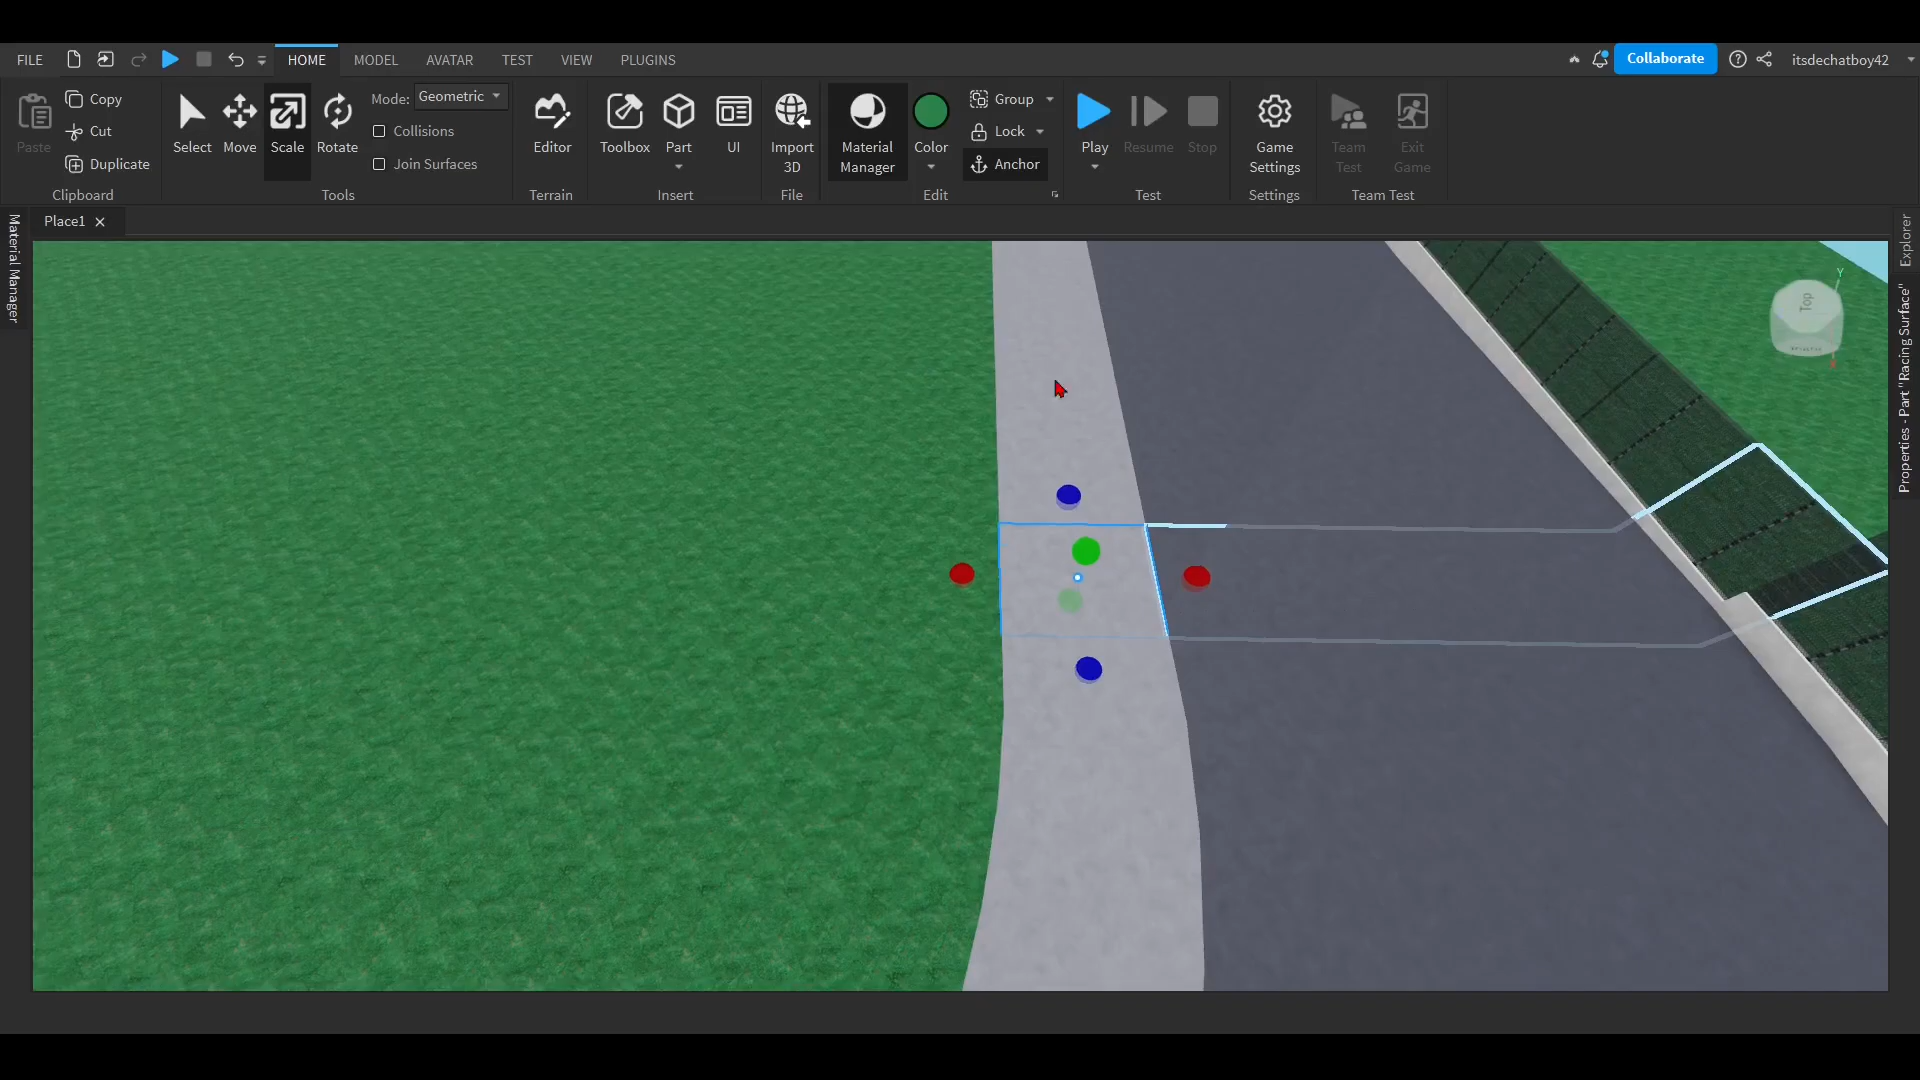 FILE HOME MODEL AVATAR TEST VIEW PLUGINS Collaborate itsdechatboy42
Paste Copy Cut Duplicate
Clipboard
Select Move Scale Rotate Mode: Geometric
Collisions
Join Surfaces
Tools
Editor
Terrain
Toolbox Part UI
Insert
Import 3D
File
Material Manager Color Group Lock Anchor
Edit
Play Resume Stop
Test
Game Settings
Settings
Team Test Exit Game
Team Test
Place1
Material Manager
Explorer
Properties - Part "Racing Surface"
Y
Top